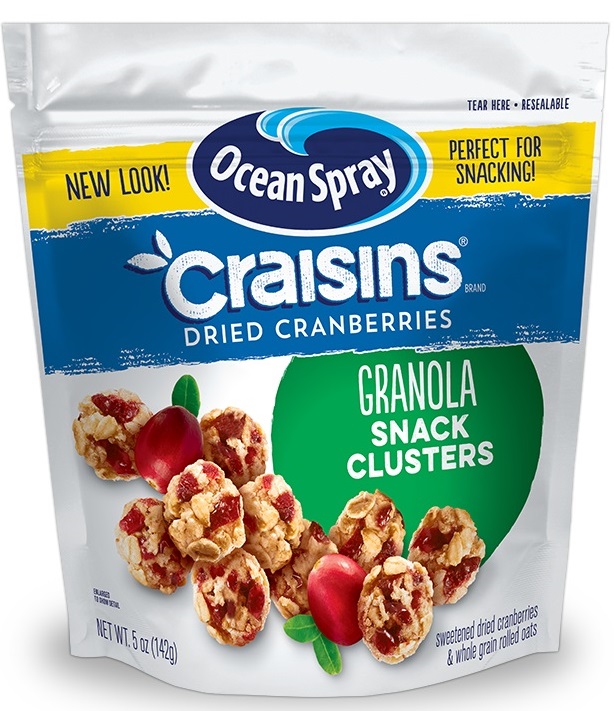 TEAR HERE • RESEALABLE
NEW LOOK!
Ocean Spray®
PERFECT FOR
SNACKING!
craisins®
BRAND
DRIED CRANBERRIES
GRANOLA
SNACK
CLUSTERS
ENLARGED
TO SHOW DETAIL
NET WT. 5 oz (142g)
sweetened dried cranberries
& whole grain rolled oats